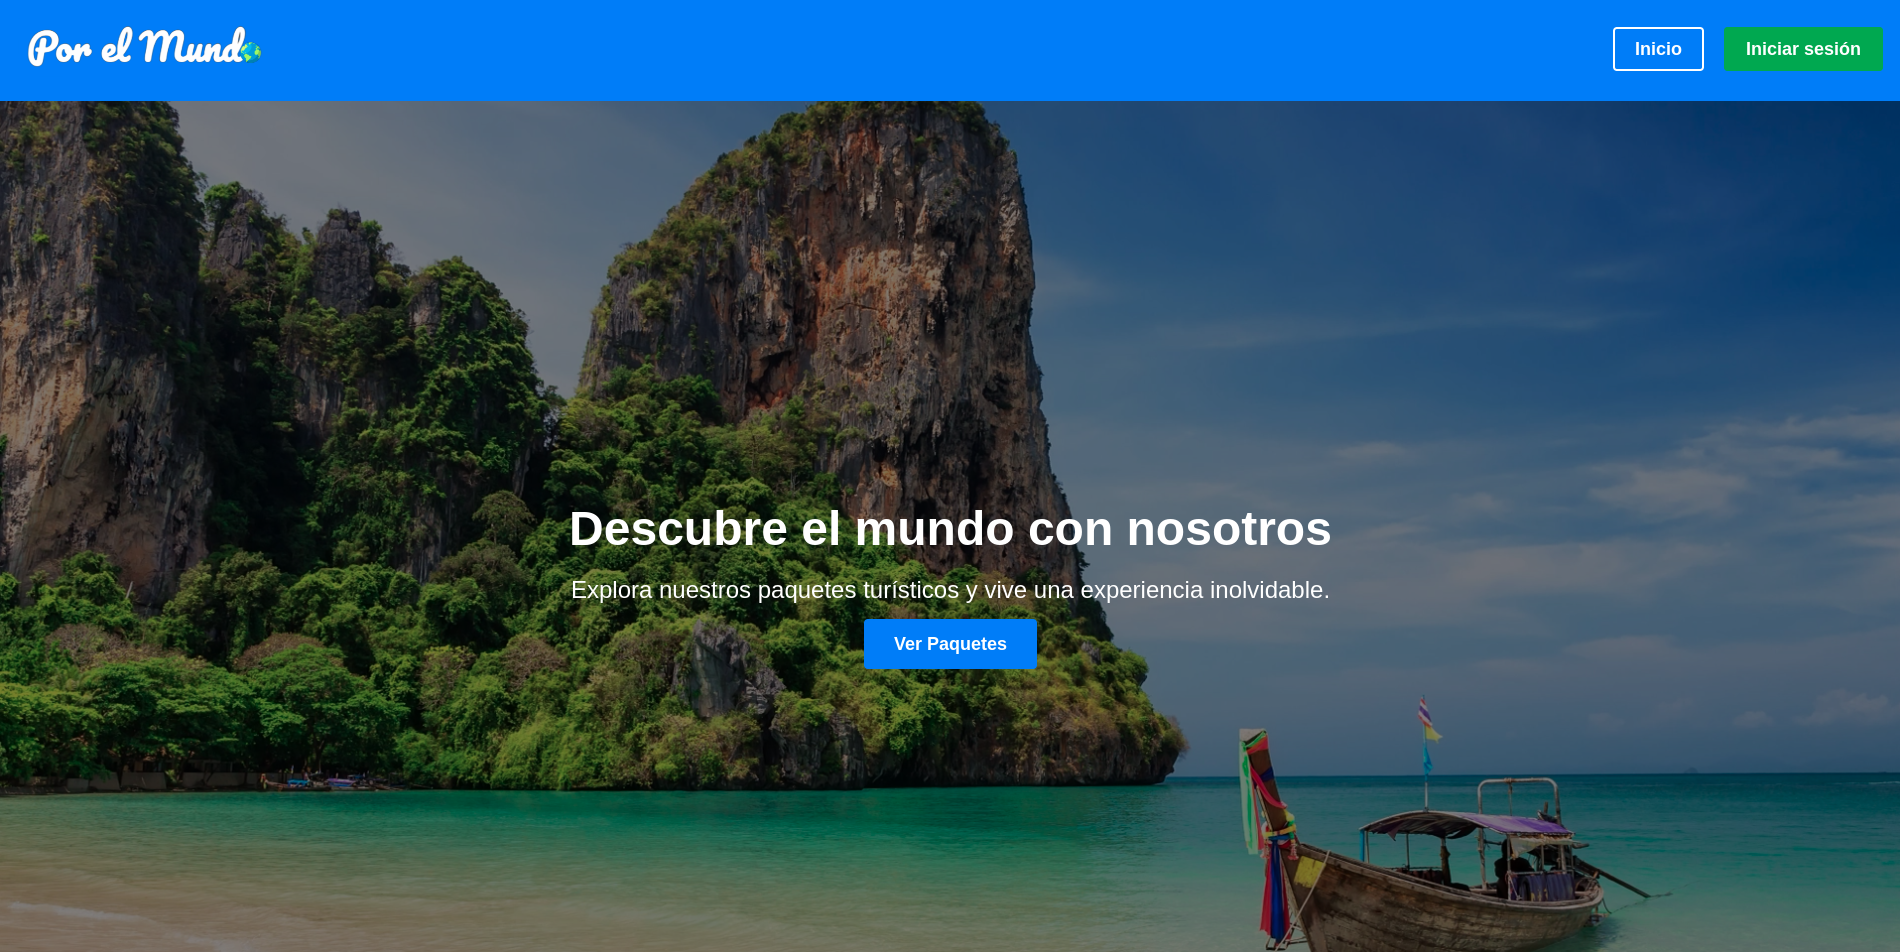 Por el Mund
Inicio
Iniciar sesión
Descubre el mundo con nosotros
Explora nuestros paquetes turísticos y vive una experiencia inolvidable.
Ver Paquetes